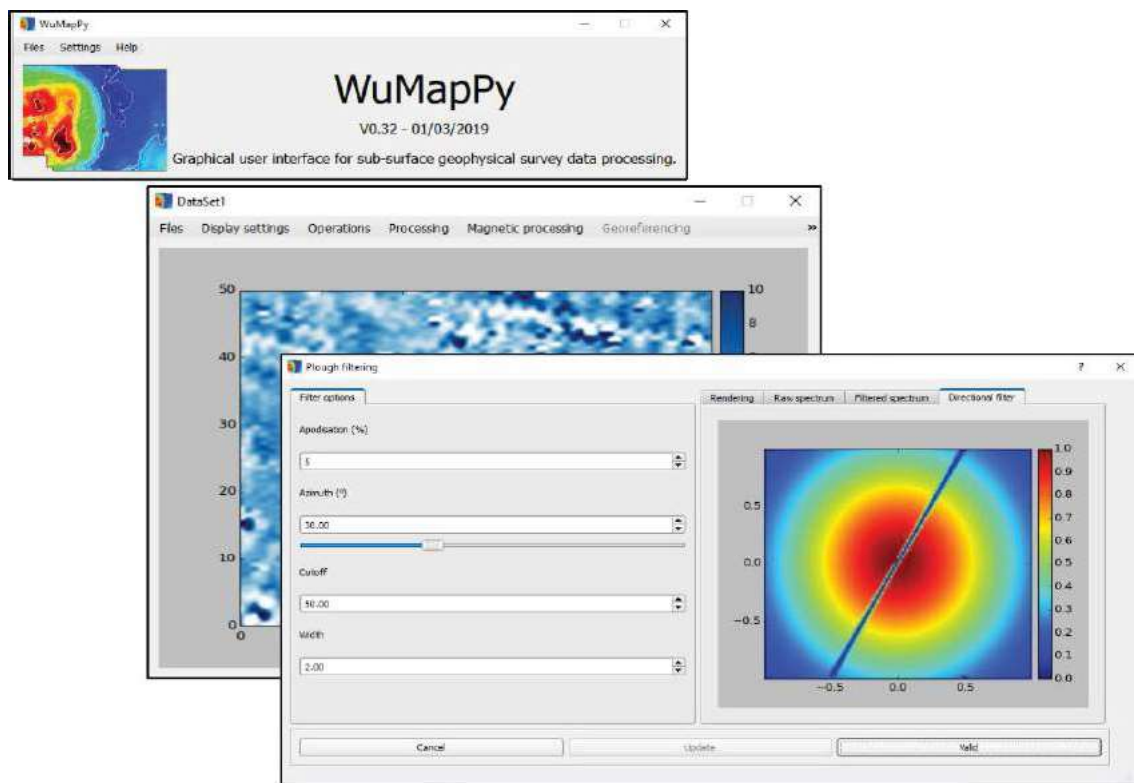 WuMapPy
Files Settings Help
WuMapPy
V0.32 - 01/03/2019
Graphical user interface for sub-surface geophysical survey data processing.
DataSet1
Files Display settings Operations Processing Magnetic processing Georeferencing »
50
40
30
20
10
0
0
10
8
Plough filtering
?
Filter options
Apodisation (%)
5
Azimuth (°)
30.00
Cutoff
50.00
Width
2.00
Rendering Raw spectrum Filtered spectrum Directional filter
0.5
0.0
−0.5
−0.5 0.0 0.5
1.0
0.9
0.8
0.7
0.6
0.5
0.4
0.3
0.2
0.1
0.0
Cancel Update Valid